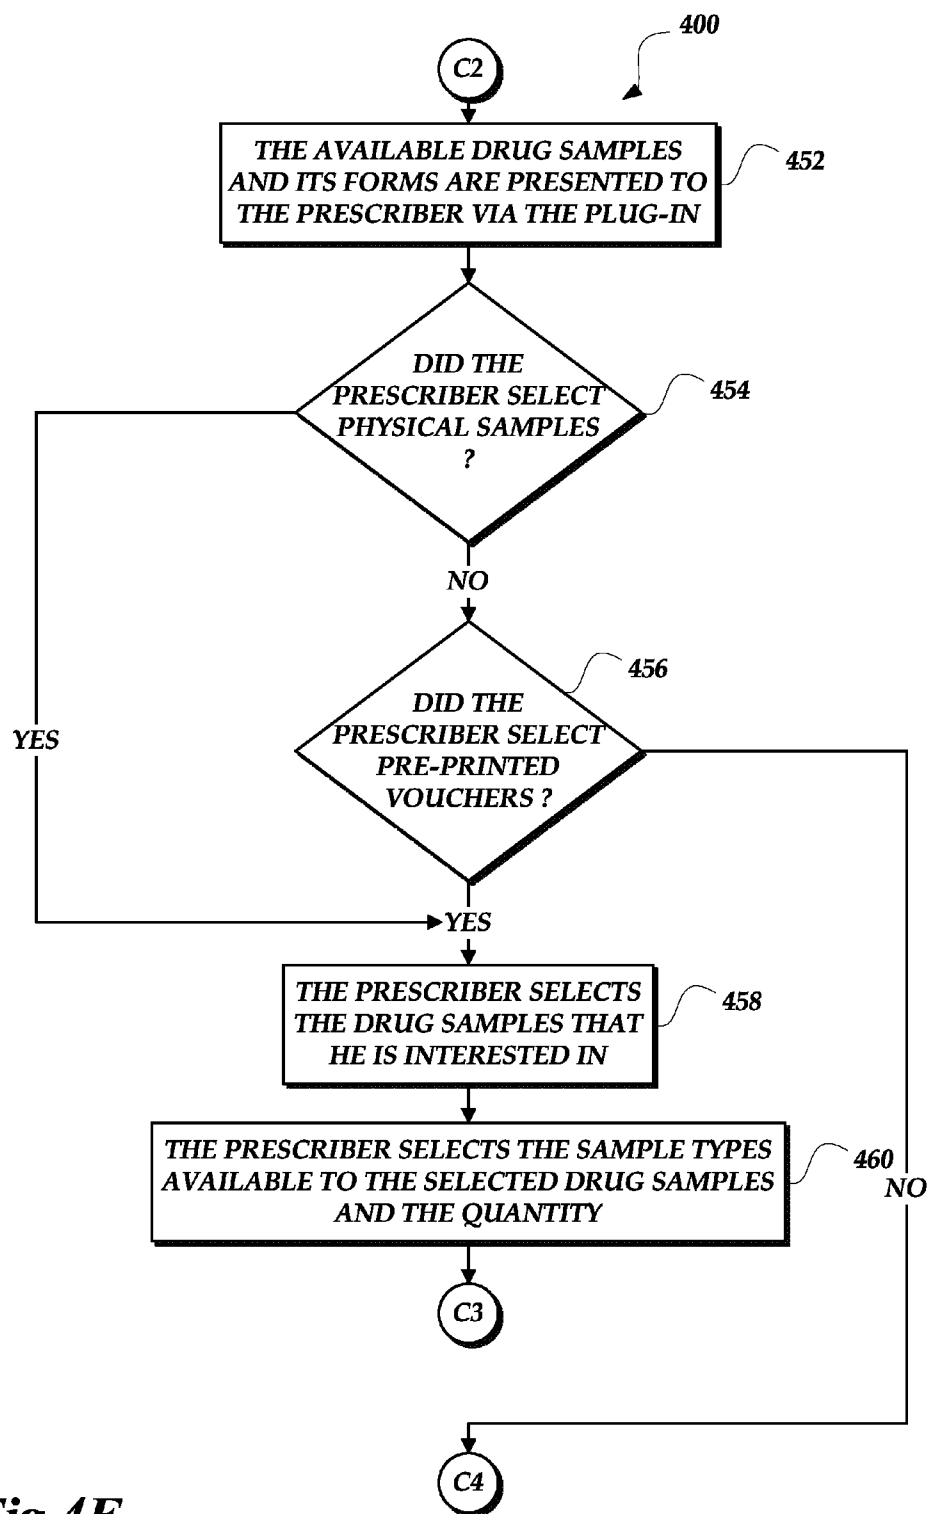 400
C2
THE AVAILABLE DRUG SAMPLES
AND ITS FORMS ARE PRESENTED TO
THE PRESCRIBER VIA THE PLUG-IN
452
DID THE
PRESCRIBER SELECT
PHYSICAL SAMPLES
?
454
NO
DID THE
PRESCRIBER SELECT
PRE-PRINTED
VOUCHERS ?
456
YES
YES
THE PRESCRIBER SELECTS
THE DRUG SAMPLES THAT
HE IS INTERESTED IN
458
THE PRESCRIBER SELECTS THE SAMPLE TYPES
AVAILABLE TO THE SELECTED DRUG SAMPLES
AND THE QUANTITY
460
NO
C3
C4